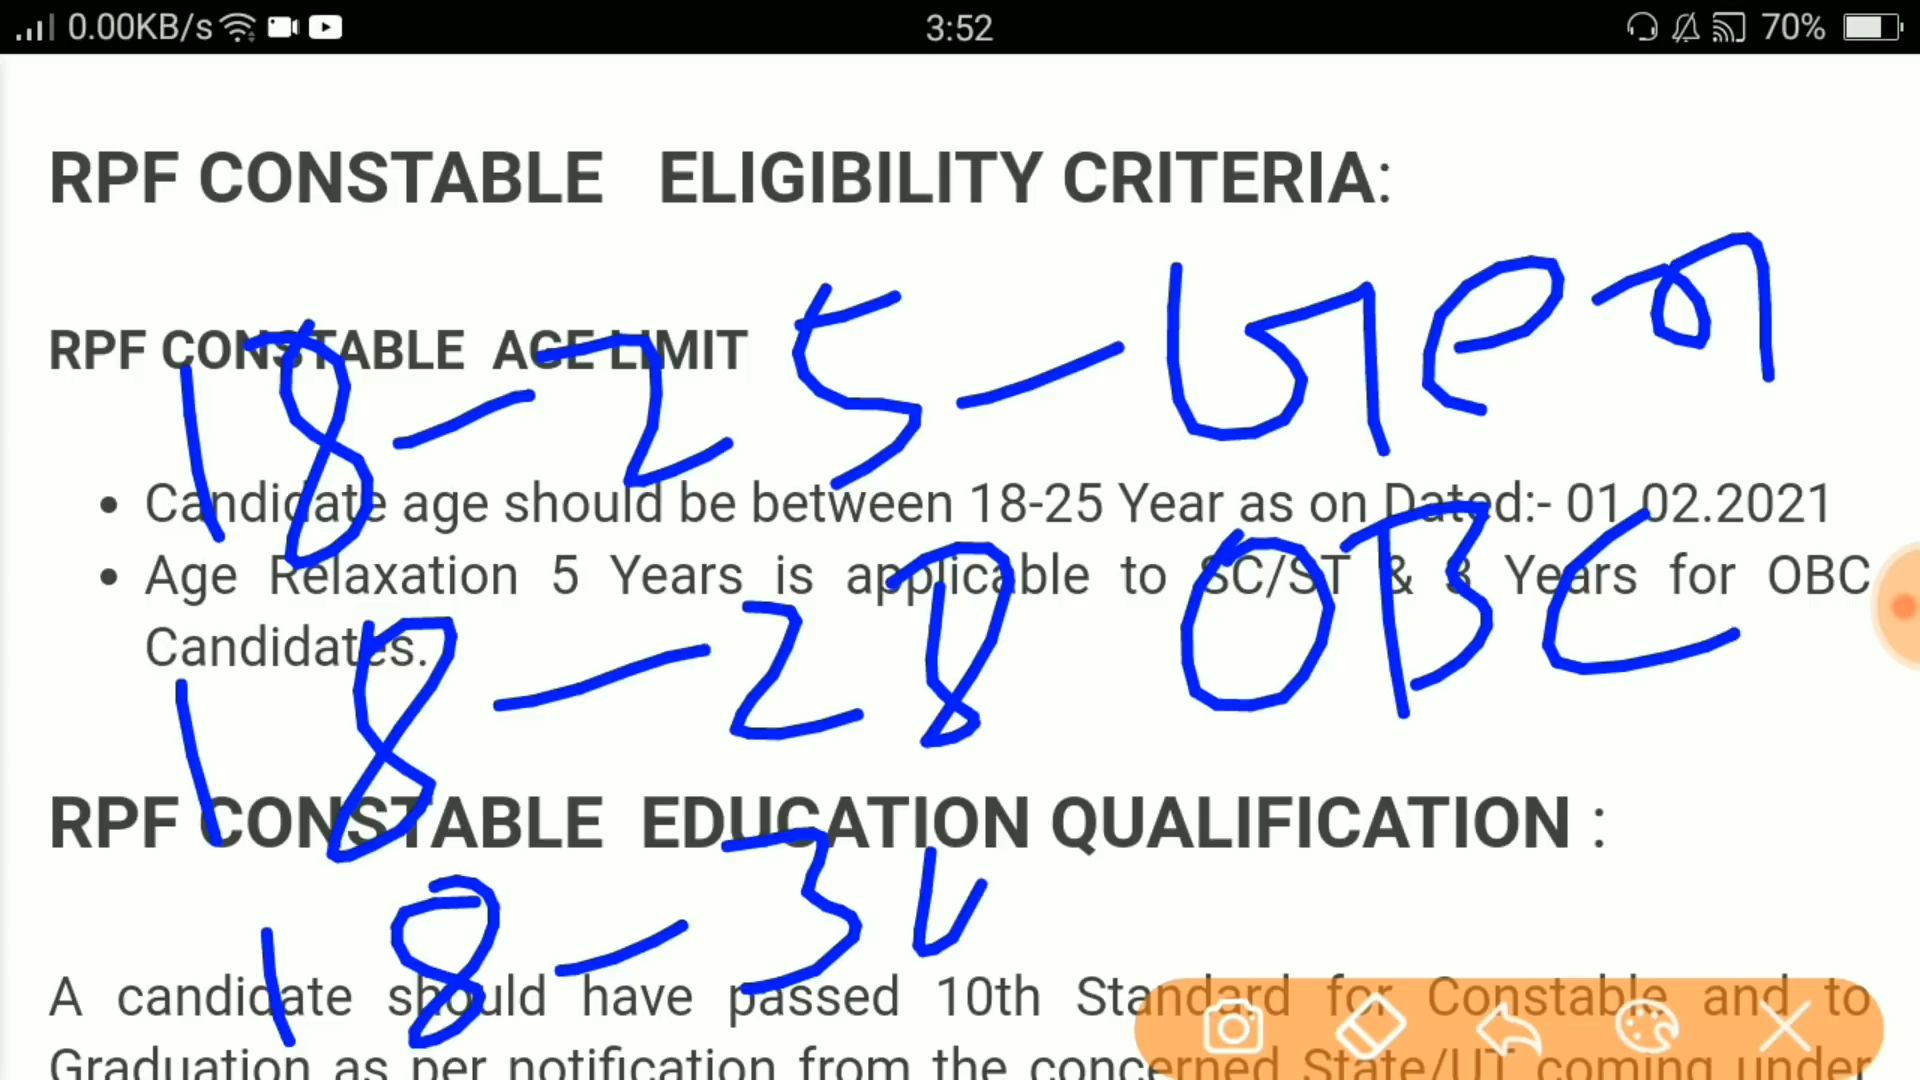 0.00KB/s 3:52 70%
RPF CONSTABLE ELIGIBILITY CRITERIA:
RPF CONSTABLE AGE LIMIT
18-25-Gen
• Candidate age should be between 18-25 Year as on Dated:- 01.02.2021
• Age Relaxation 5 Years is applicable to SC/ST & 3 Years for OBC
Candidates.
18-28 OBC
RPF CONSTABLE EDUCATION QUALIFICATION :
18-30
A candidate should have passed 10th Standard for Constable and to
Graduation as per notification from the concerned State/UT coming under